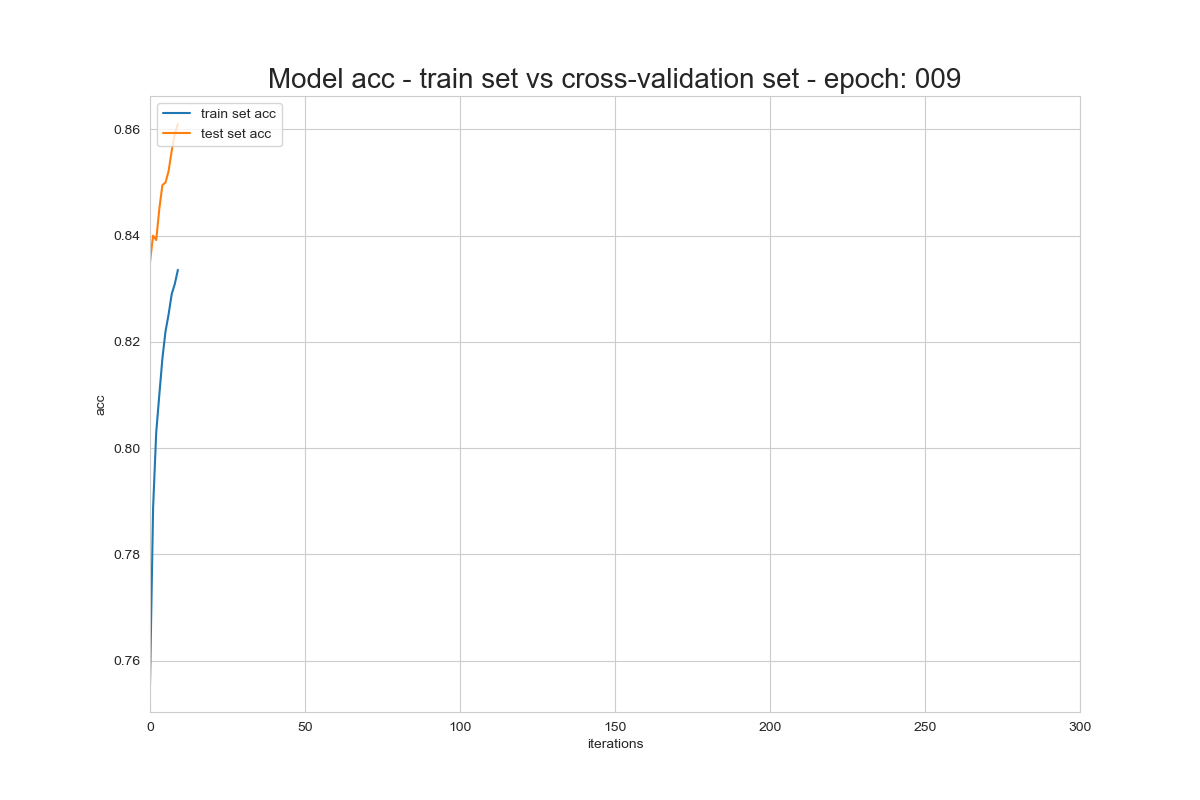 Model acc - train set vs cross-validation set - epoch: 009
train set acc
test set acc
0.86
0.84
0.82
0.80
0.78
0.76
acc
0 50 100 150 200 250 300
iterations